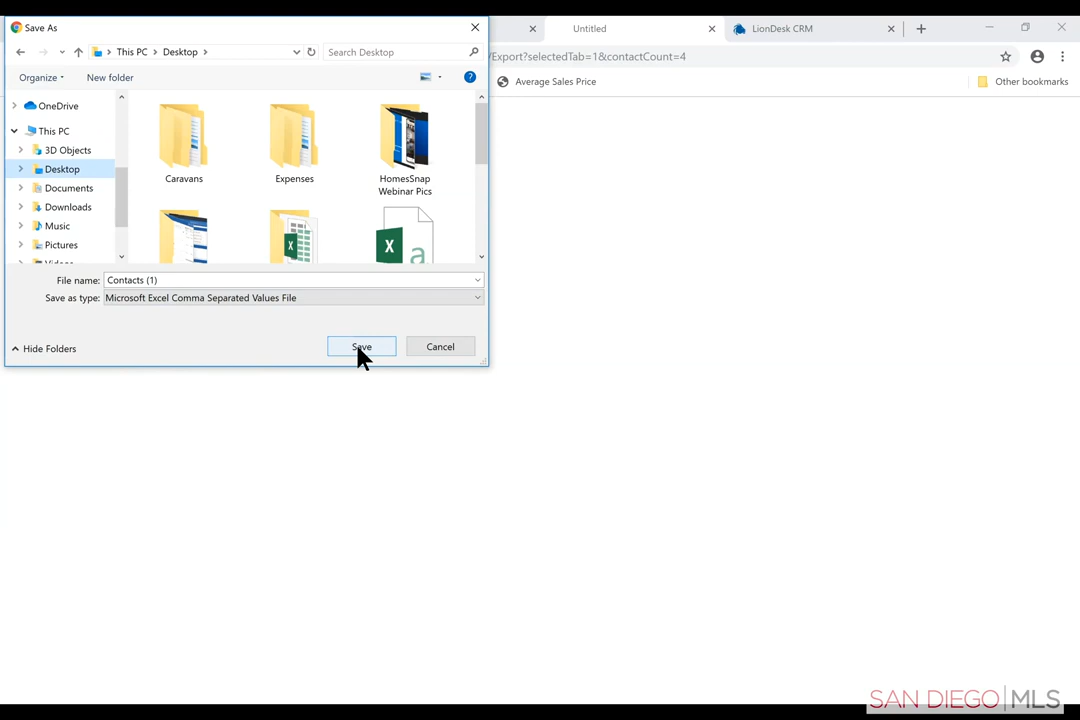 Save As
Untitled
LionDesk CRM
This PC
Desktop
Search Desktop
/Export?selectedTab=1&contactCount=4
Organize
New folder
Average Sales Price
Other bookmarks
OneDrive
This PC
3D Objects
Desktop
Documents
Downloads
Music
Pictures
Caravans
Expenses
HomesSnap
Webinar Pics
File name: Contacts (1)
Save as type: Microsoft Excel Comma Separated Values File
Hide Folders
Save
Cancel
SAN DIEGO|MLS